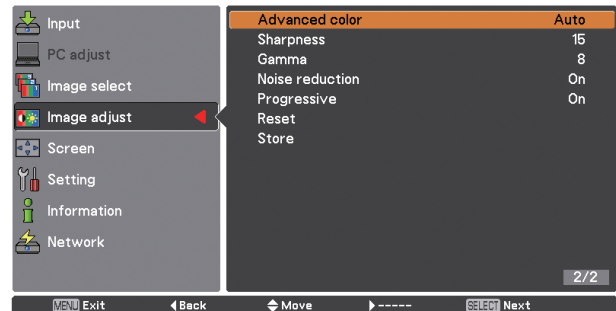 Input
PC adjust
Image select
Image adjust
Screen
Setting
Information
Network
Advanced color Auto
Sharpness 15
Gamma 8
Noise reduction On
Progressive On
Reset
Store
2/2
MENU Exit Back Move ----- SELECT Next